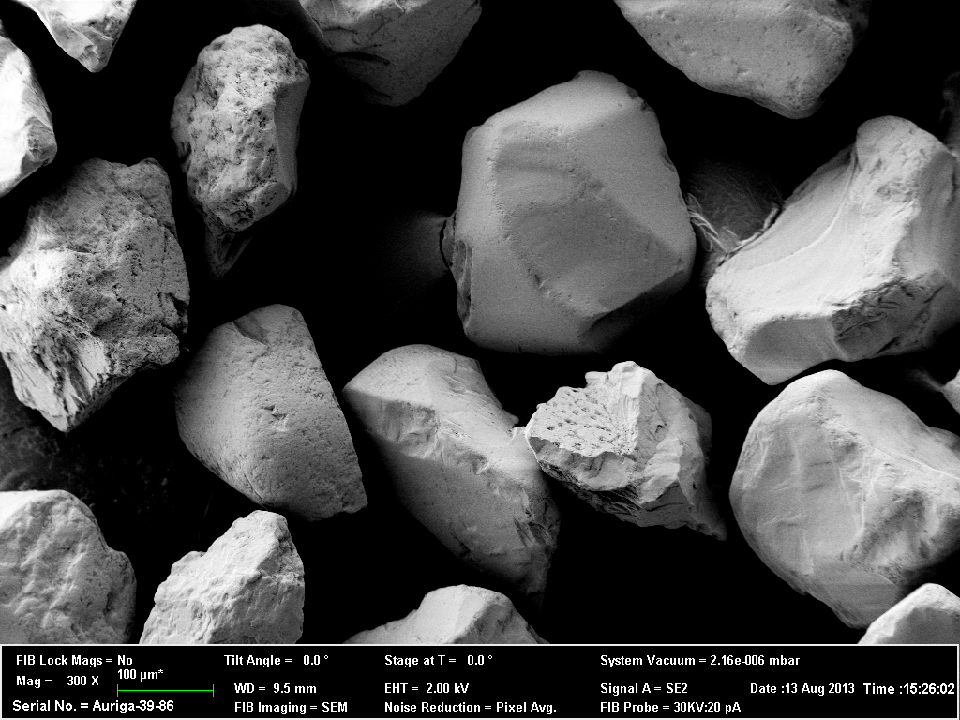 FIB Lock Mags = No Tilt Angle = 0.0 ° Stage at T = 0.0 ° System Vacuum = 2.16e-006 mbar
Mag = 300 X 100 µm* WD = 9.5 mm EHT = 2.00 kV Signal A = SE2 Date :13 Aug 2013 Time :15:26:02
Serial No. = Auriga-39-86 FIB Imaging = SEM Noise Reduction = Pixel Avg. FIB Probe = 30KV:20 pA